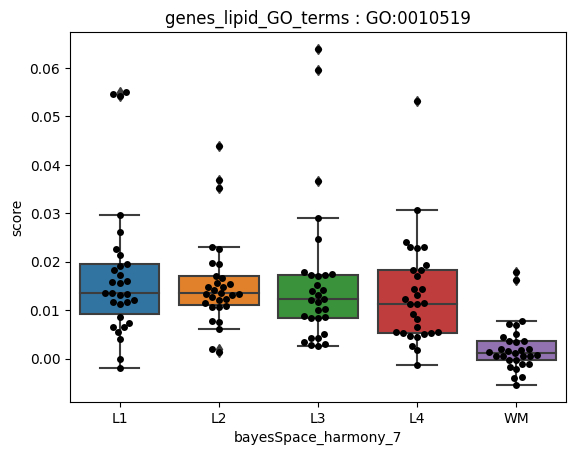 genes_lipid_GO_terms : GO:0010519
0.06
0.05
0.04
0.03
0.02
0.01
0.00
score
L1 L2 L3 L4 WM
bayesSpace_harmony_7